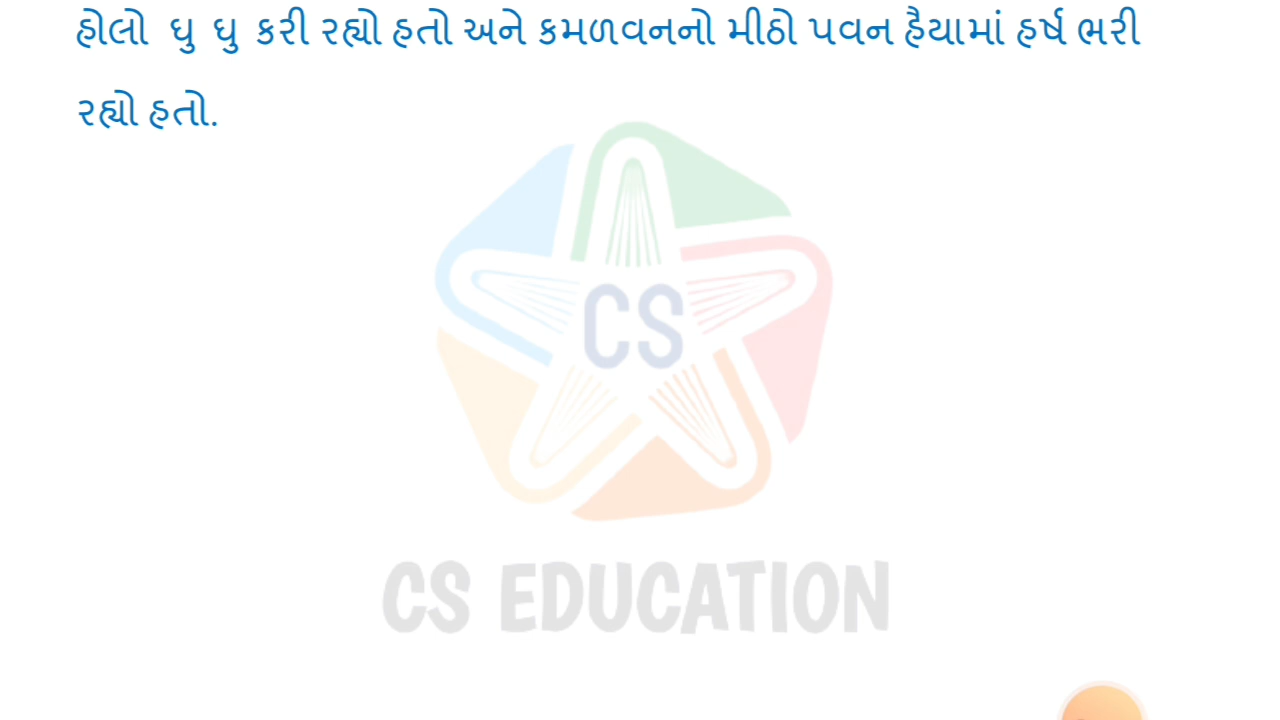 હોલો ઘુ ઘુ કરી રહ્યો હતો અને કમળવનનો મીઠો પવન હૈયામાં હર્ષ ભરી
રહ્યો હતો.
CS
CS EDUCATION